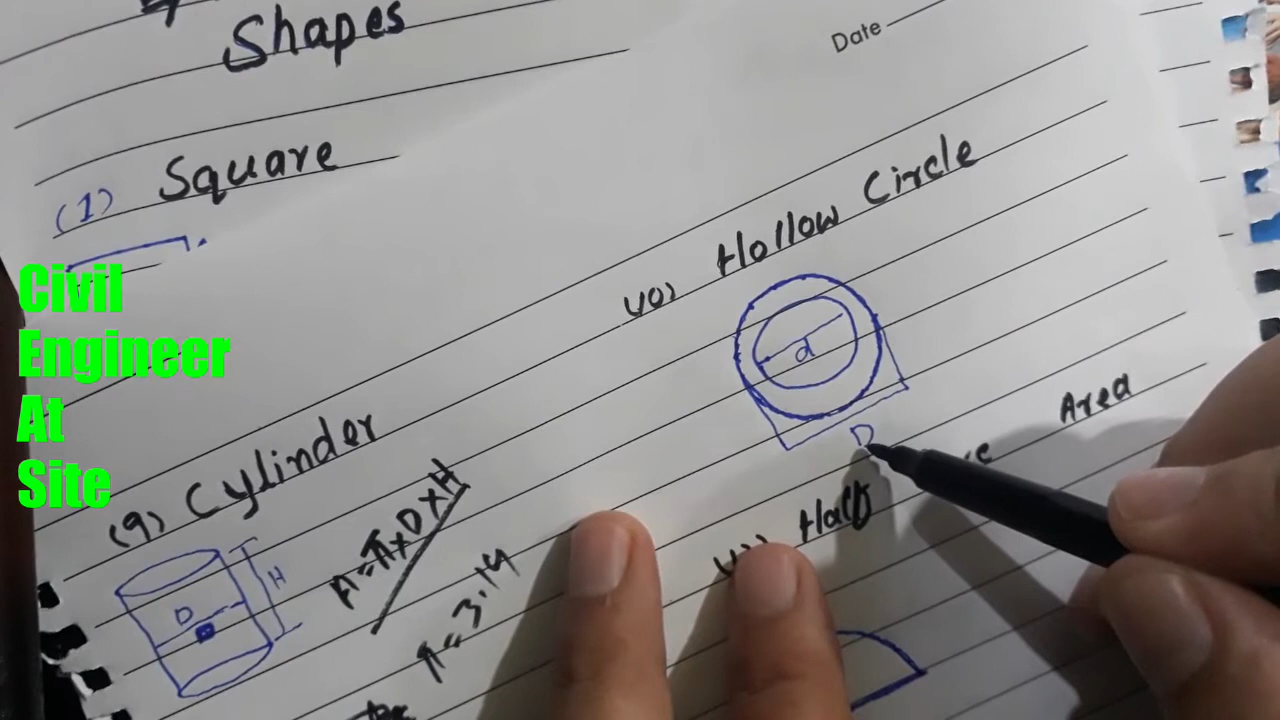 Shapes
Date
(1) Square
(10) Hollow Circle
d
D
Area
Half
(9) Cylinder
A=π×D×H
π=3.14
D
H
Civil
Engineer
At
Site